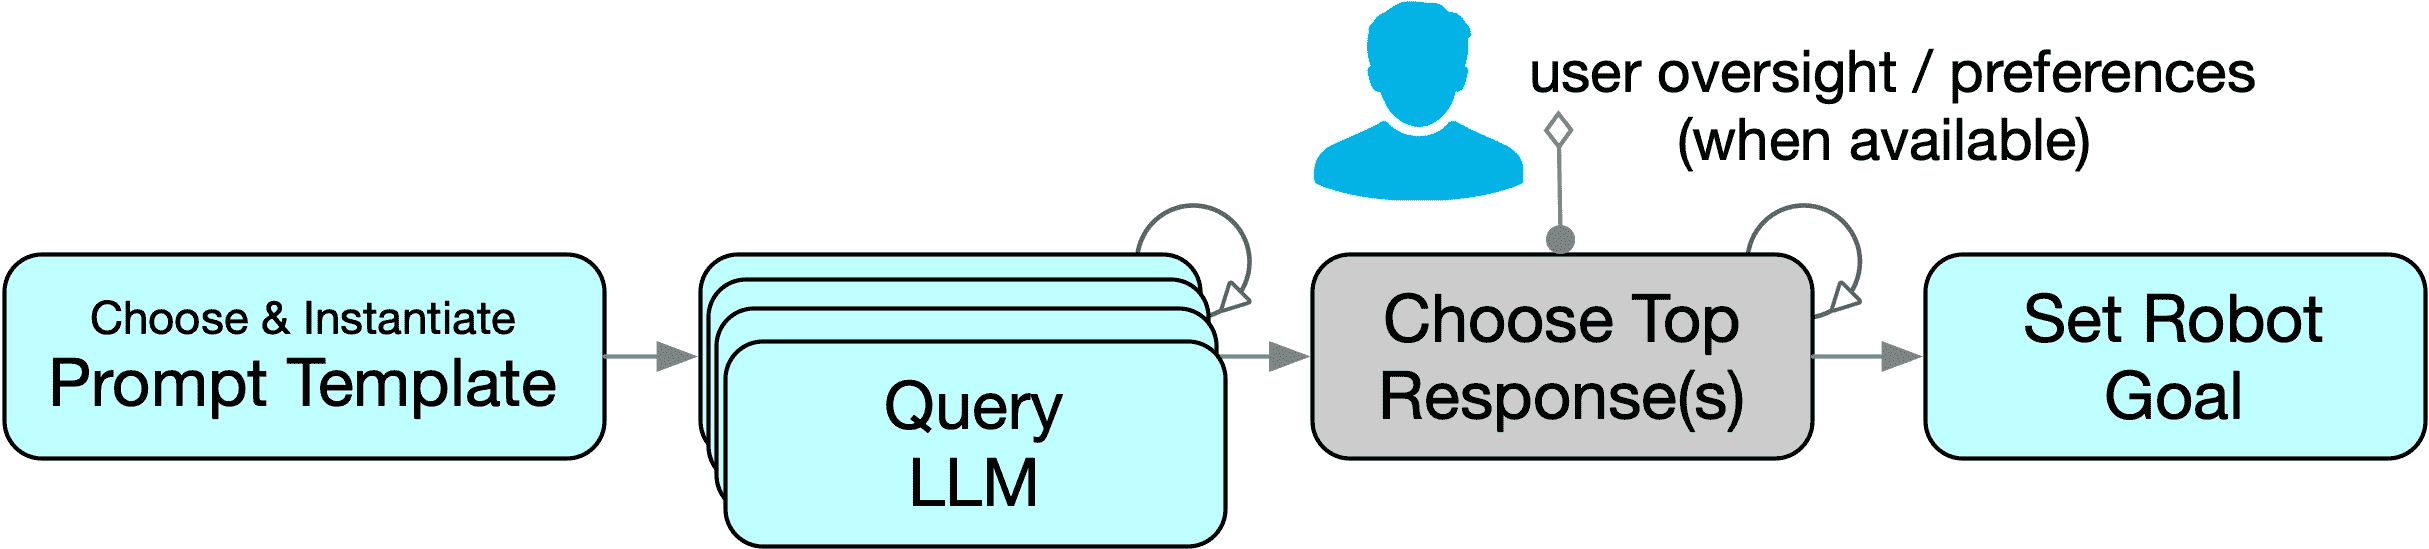 user oversight / preferences
(when available)
Choose & Instantiate
Prompt Template
Query
LLM
Choose Top
Response(s)
Set Robot
Goal